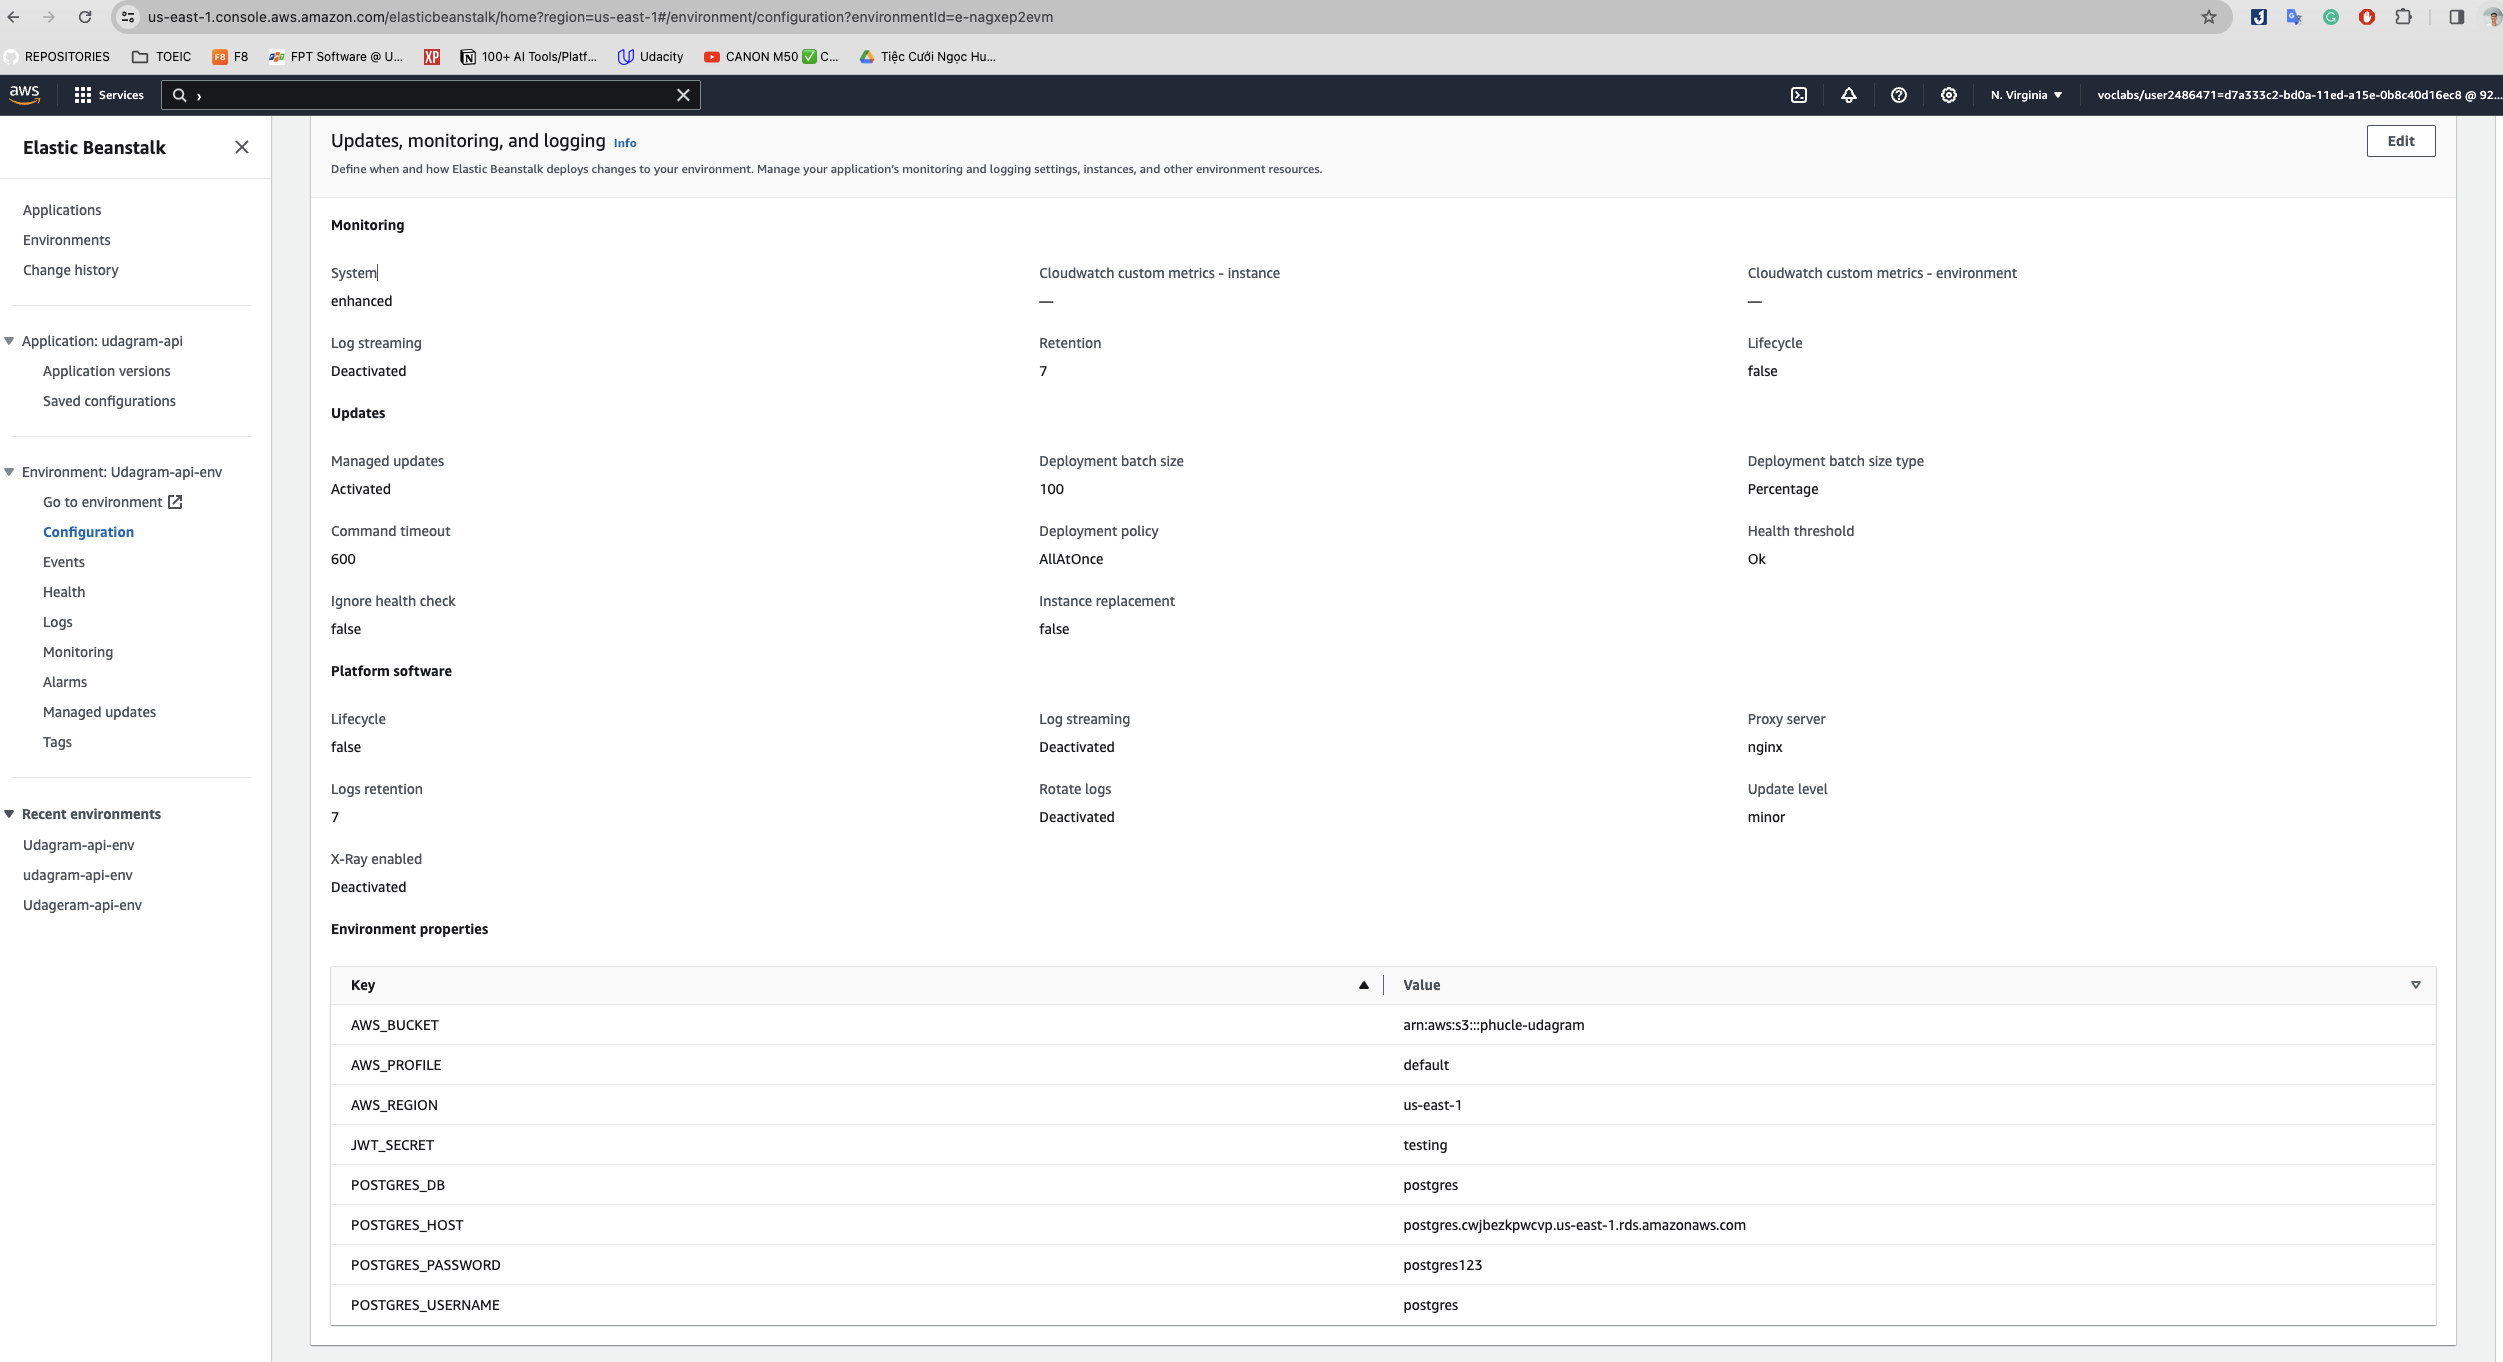 us-east-1.console.aws.amazon.com/elasticbeanstalk/home?region=us-east-1#/environment/configuration?environmentId=e-nagxep2evm
REPOSITORIES TOEIC F8 F8 FPT Software @ U... XP 100+ AI Tools/Platf... Udacity CANON M50 ✅ C... Tiệc Cưới Ngọc Hu...
aws Services › N. Virginia ▼ voclabs/user2486471=d7a333c2-bd0a-11ed-a15e-0b8c40d16ec8 @ 92...
Elastic Beanstalk
Applications
Environments
Change history
Application: udagram-api
Application versions
Saved configurations
Environment: Udagram-api-env
Go to environment
Configuration
Events
Health
Logs
Monitoring
Alarms
Managed updates
Tags
Recent environments
Udagram-api-env
udagram-api-env
Udageram-api-env
Updates, monitoring, and logging Info
Edit
Define when and how Elastic Beanstalk deploys changes to your environment. Manage your application's monitoring and logging settings, instances, and other environment resources.
Monitoring
System Cloudwatch custom metrics - instance Cloudwatch custom metrics - environment
enhanced — —
Log streaming Retention Lifecycle
Deactivated 7 false
Updates
Managed updates Deployment batch size Deployment batch size type
Activated 100 Percentage
Command timeout Deployment policy Health threshold
600 AllAtOnce Ok
Ignore health check Instance replacement
false false
Platform software
Lifecycle Log streaming Proxy server
false Deactivated nginx
Logs retention Rotate logs Update level
7 Deactivated minor
X-Ray enabled
Deactivated
Environment properties
Key Value
AWS_BUCKET arn:aws:s3:::phucle-udagram
AWS_PROFILE default
AWS_REGION us-east-1
JWT_SECRET testing
POSTGRES_DB postgres
POSTGRES_HOST postgres.cwjbezkpwcvp.us-east-1.rds.amazonaws.com
POSTGRES_PASSWORD postgres123
POSTGRES_USERNAME postgres